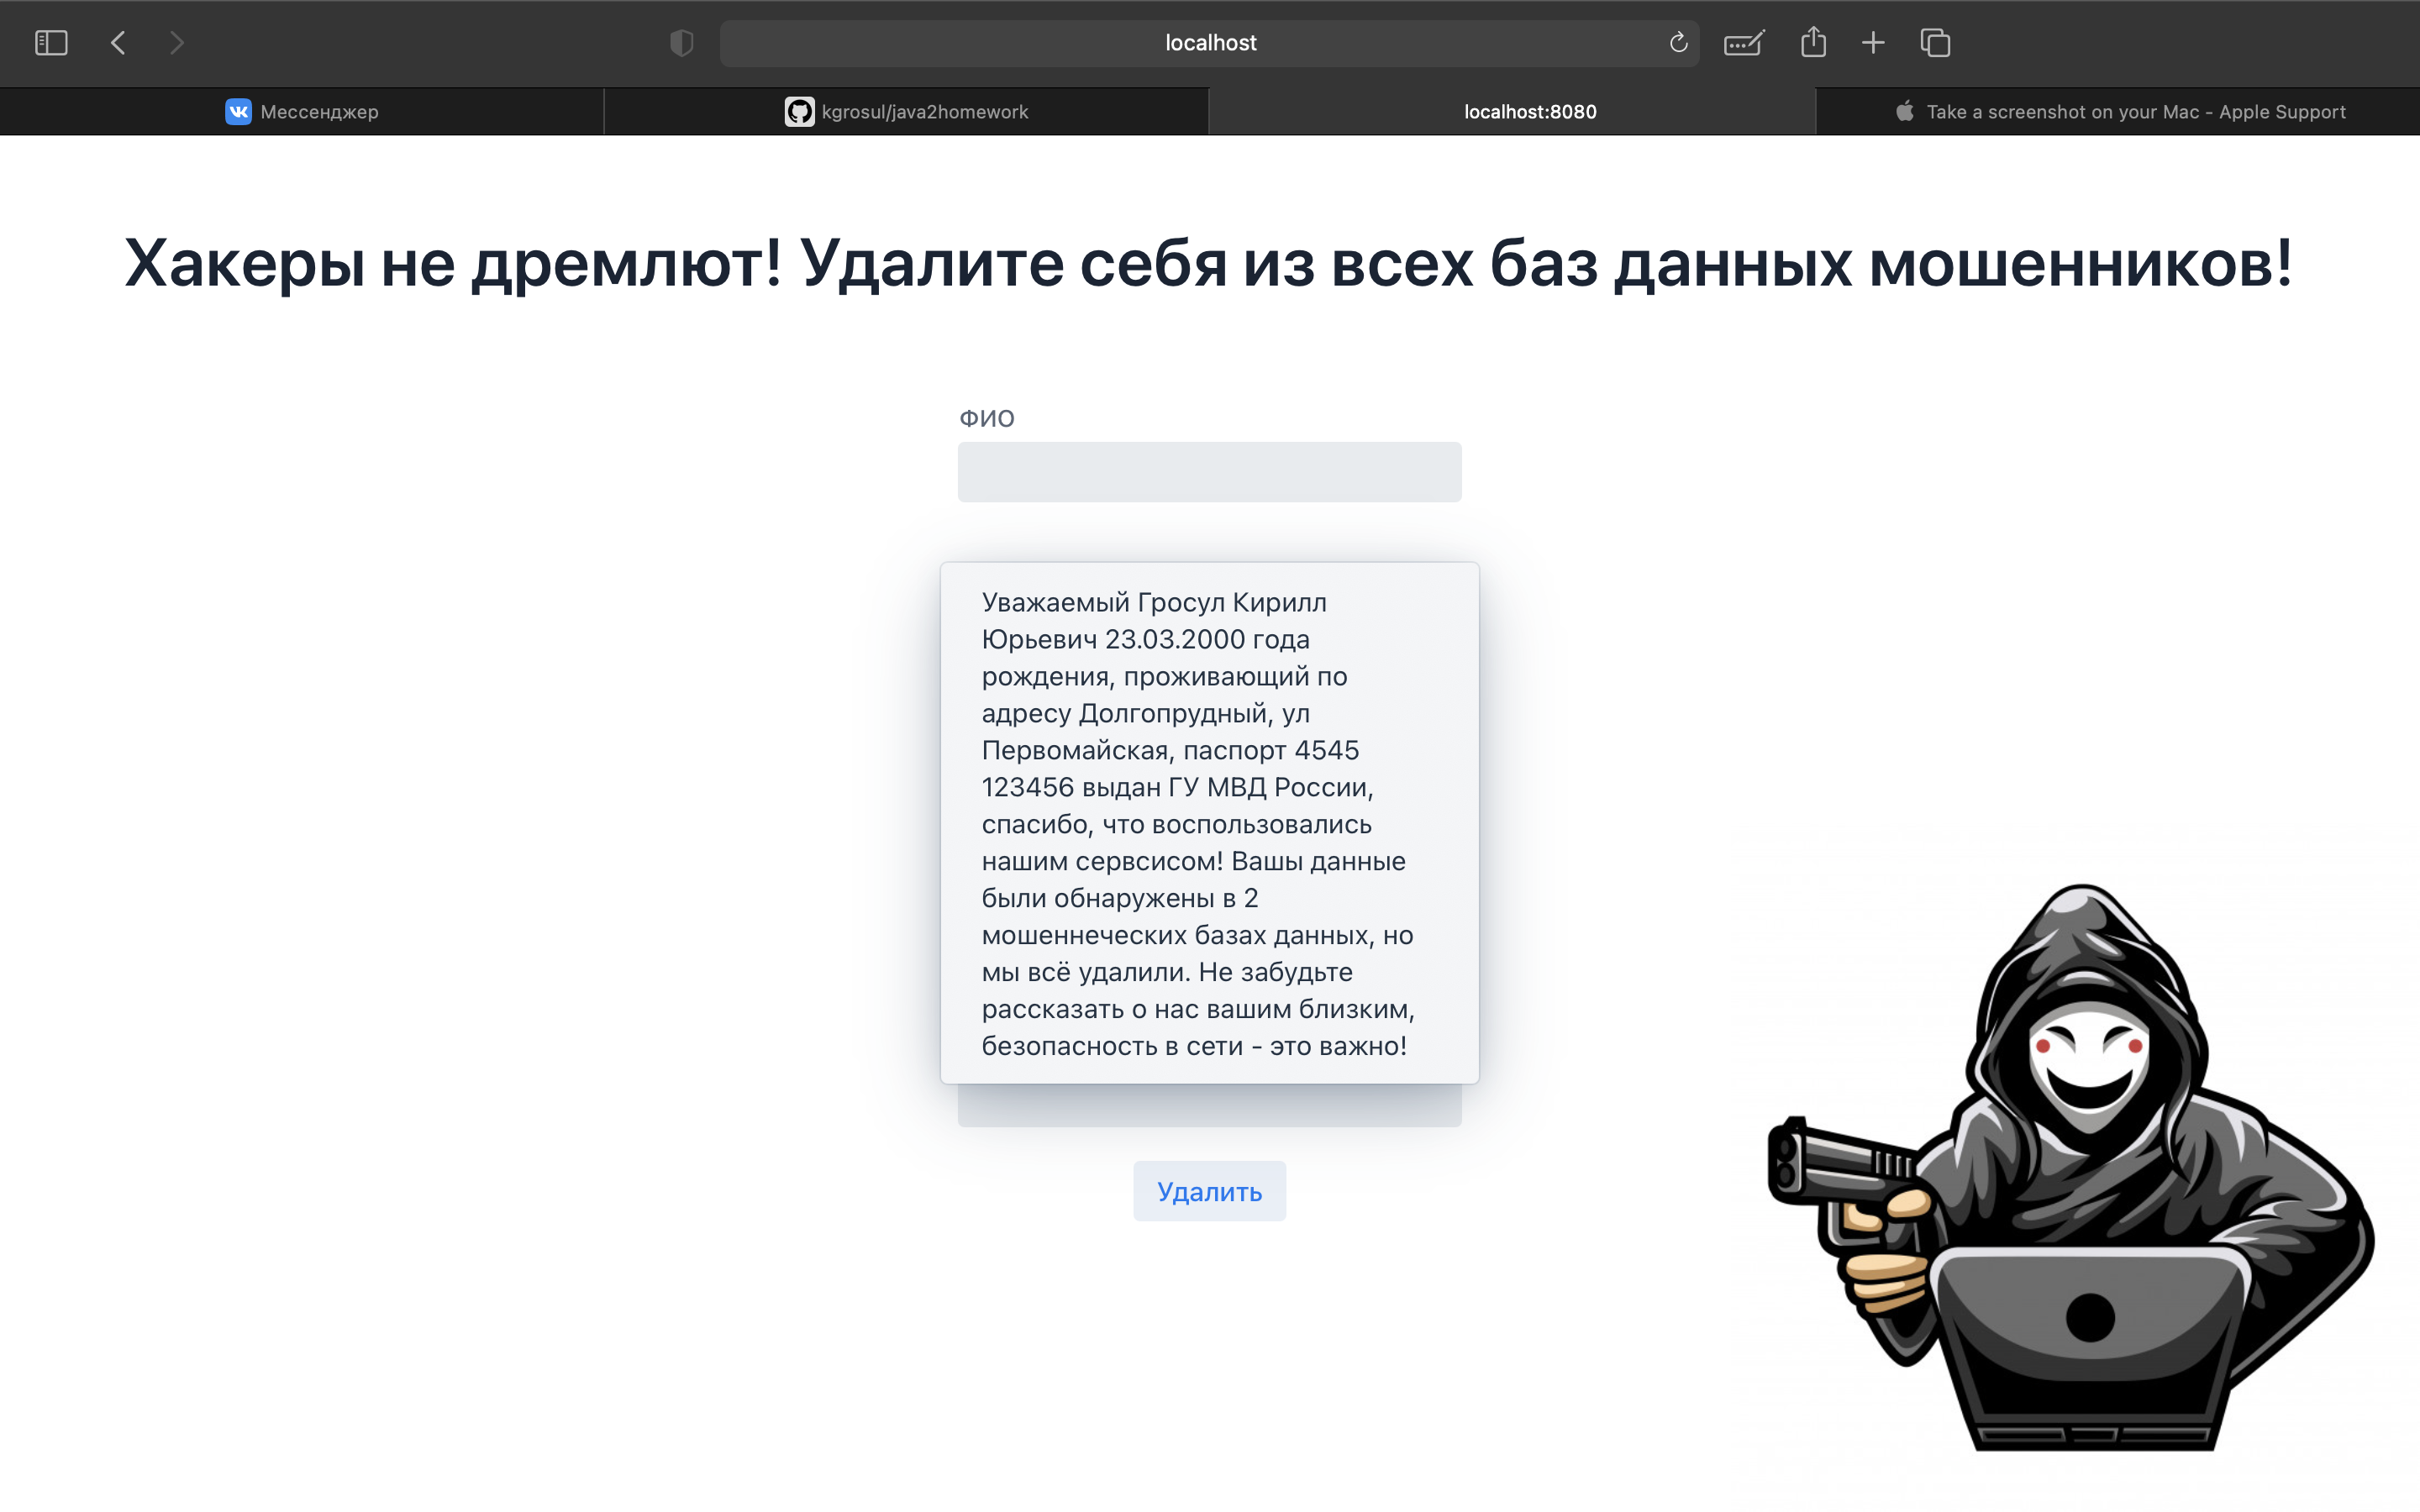 localhost
Мессенджер
kgrosul/java2homework
localhost:8080
Take a screenshot on your Mac - Apple Support
Хакеры не дремлют! Удалите себя из всех баз данных мошенников!
ФИО
Уважаемый Гросул Кирилл
Юрьевич 23.03.2000 года
рождения, проживающий по
адресу Долгопрудный, ул
Первомайская, паспорт 4545
123456 выдан ГУ МВД России,
спасибо, что воспользовались
нашим сервсисом! Вашы данные
были обнаружены в 2
мошеннеческих базах данных, но
мы всё удалили. Не забудьте
рассказать о нас вашим близким,
безопасность в сети - это важно!
Удалить